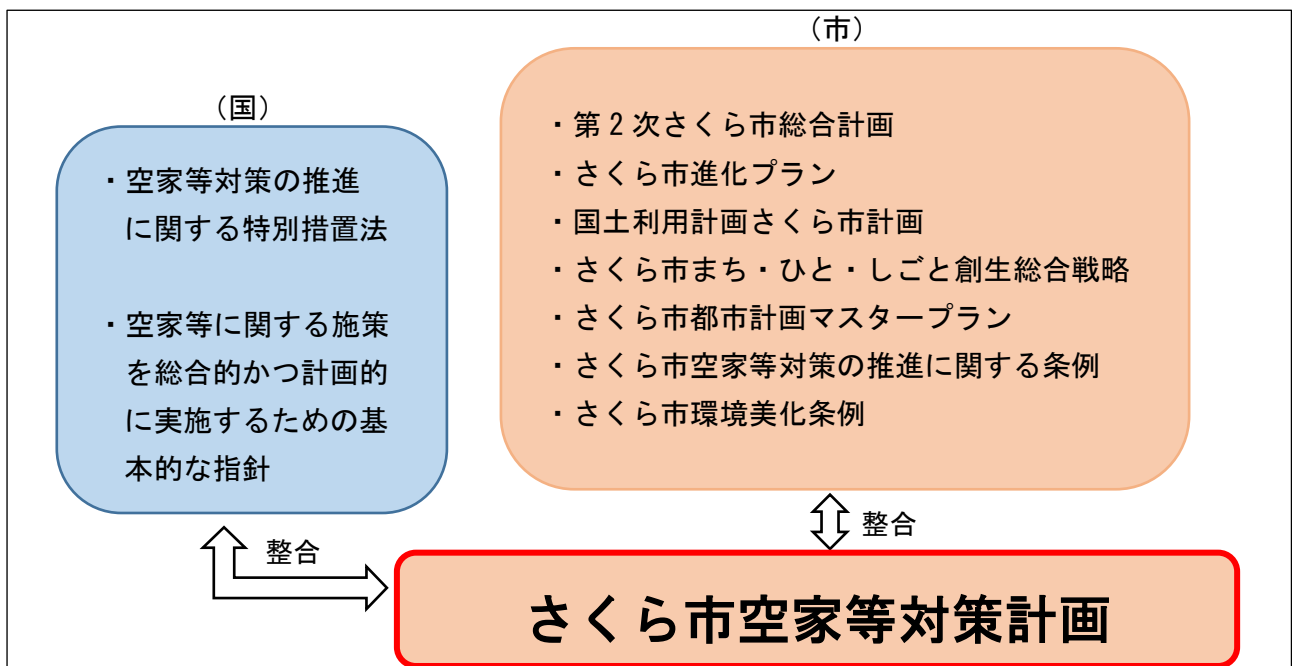 (国)
・空家等対策の推進
に関する特別措置法
・空家等に関する施策
を総合的かつ計画的
に実施するための基
本的な指針
(市)
・第2次さくら市総合計画
・さくら市進化プラン
・国土利用計画さくら市計画
・さくら市まち・ひと・しごと創生総合戦略
・さくら市都市計画マスタープラン
・さくら市空家等対策の推進に関する条例
・さくら市環境美化条例
整合
整合
さくら市空家等対策計画